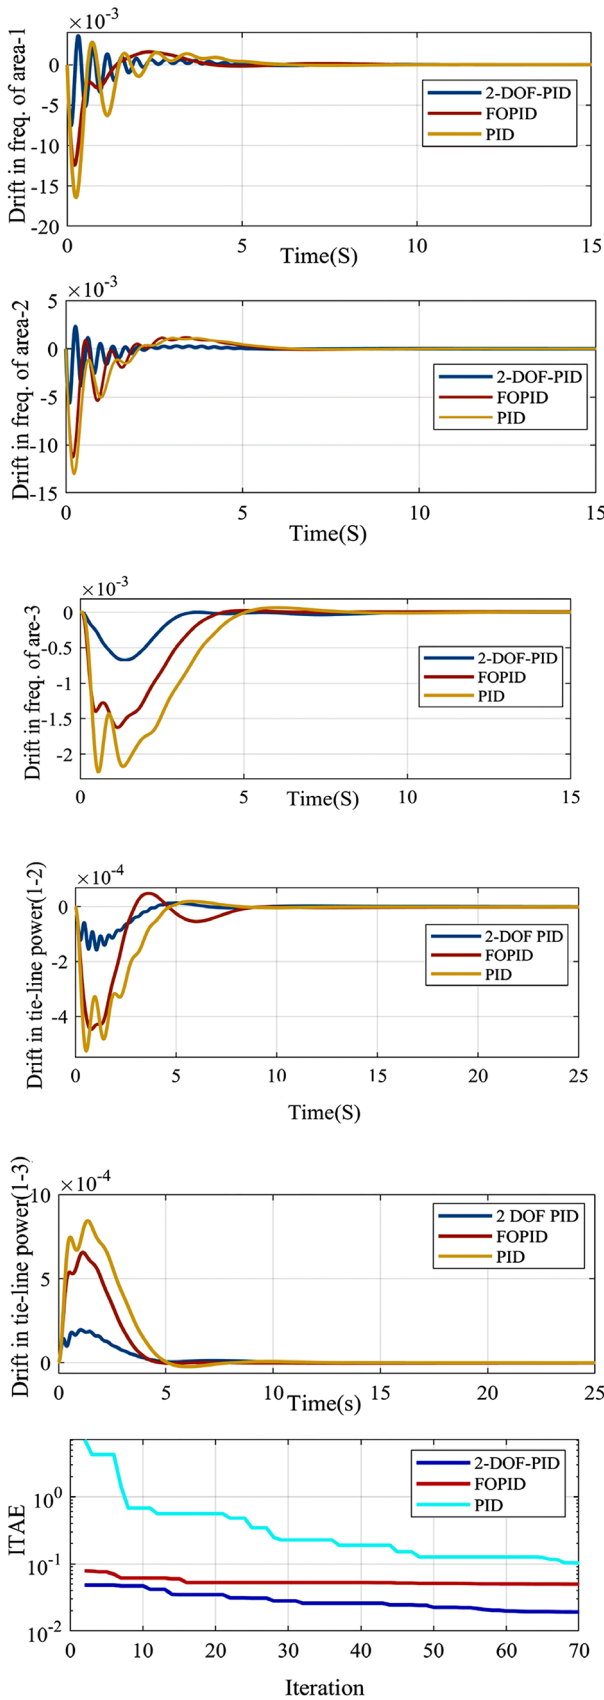 ×10⁻³
Drift in freq. of area-1
0
-5
-10
-15
-20
2-DOF-PID
FOPID
PID
0 5 10 15
Time(S)
×10⁻³
Drift in freq. of area-2
5
0
-5
-10
-15
2-DOF-PID
FOPID
PID
0 5 10 15
Time(S)
×10⁻³
Drift in freq. of are-3
0
-0.5
-1
-1.5
-2
2-DOF-PID
FOPID
PID
0 5 10 15
Time(S)
×10⁻⁴
Drift in tie-line power(1-2)
0
-2
-4
2-DOF PID
FOPID
PID
0 5 10 15 20 25
Time(S)
×10⁻⁴
Drift in tie-line power(1-3)
10
5
0
2 DOF PID
FOPID
PID
0 5 10 15 20 25
Time(s)
ITAE
10⁰
10⁻¹
10⁻²
2-DOF-PID
FOPID
PID
0 10 20 30 40 50 60 70
Iteration